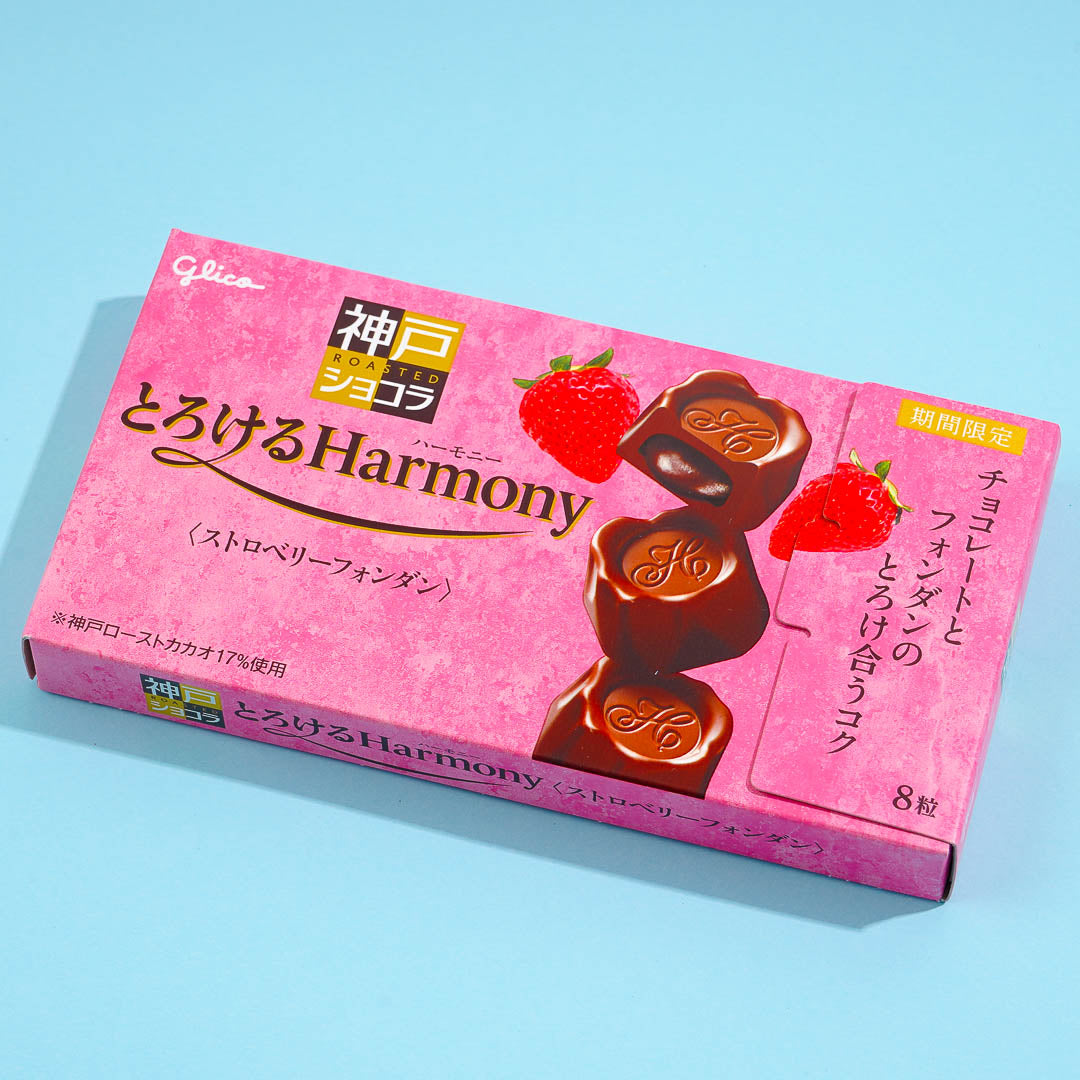 Glico
神戸
ROASTED
ショコラ
ハーモニー
とろけるHarmony
〈ストロベリーフォンダン〉
※神戸ローストカカオ17%使用
期間限定
チョコレートと
フォンダンの
とろけ合うコク
8粒
H
H
H
神戸
ROASTED
ショコラ
ハーモニー
とろけるHarmony〈ストロベリーフォンダン〉